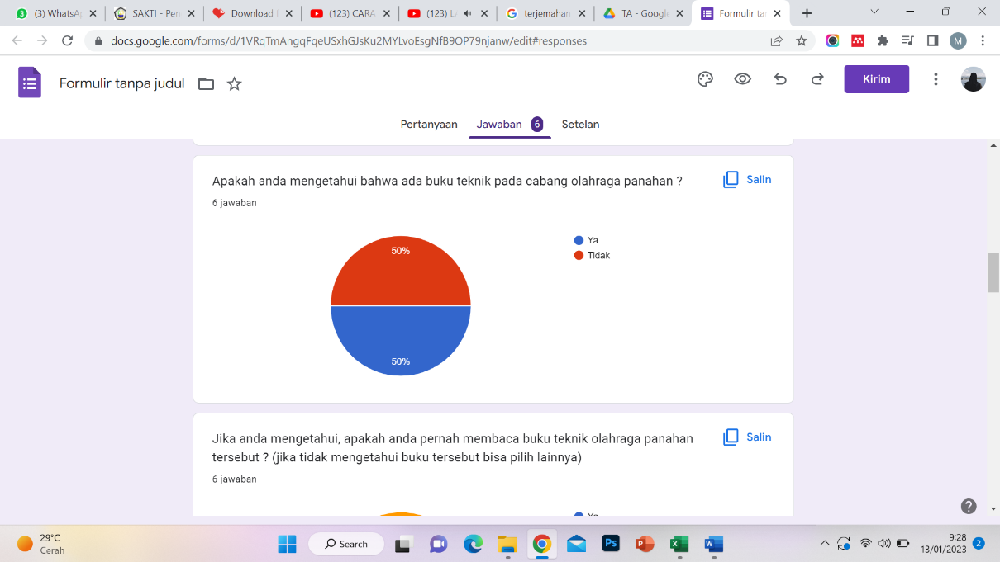 (3) WhatsA
SAKTI - Per
Download
(123) CARA
(123) L
terjemahan
TA - Google
Formulir ta
docs.google.com/forms/d/1VRqTmAngqFqeUSxhGJsKu2MYLvoEsgNfB9OP79njanw/edit#responses
M
Formulir tanpa judul
Kirim
Pertanyaan
Jawaban 6
Setelan
Apakah anda mengetahui bahwa ada buku teknik pada cabang olahraga panahan ?
Salin
6 jawaban
50%
50%
Ya
Tidak
Jika anda mengetahui, apakah anda pernah membaca buku teknik olahraga panahan
tersebut ? (jika tidak mengetahui buku tersebut bisa pilih lainnya)
Salin
6 jawaban
29°C
Cerah
Search
Ps
9:28
13/01/2023
2